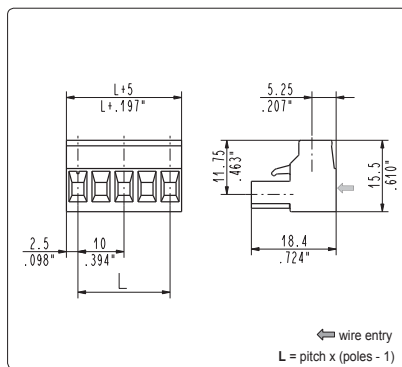 L+5
L+.197"
5.25
.207"
11.75
.463"
15.5
.610"
2.5
.098"
10
.394"
L
18.4
.724"
wire entry
L = pitch x (poles - 1)